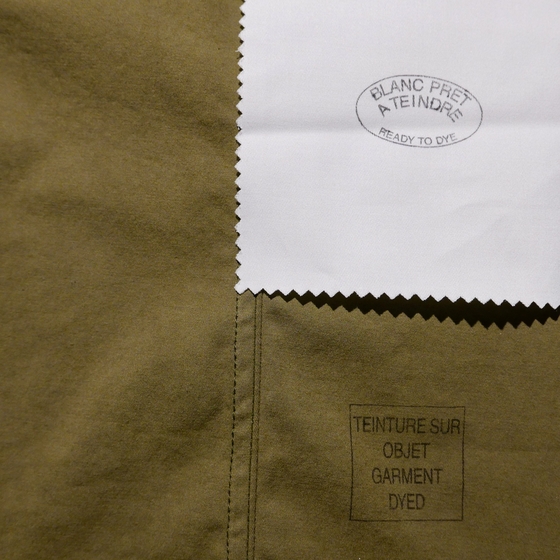 BLANC PRET
A TEINDRE
READY TO DYE
TEINTURE SUR
OBJET
GARMENT
DYED